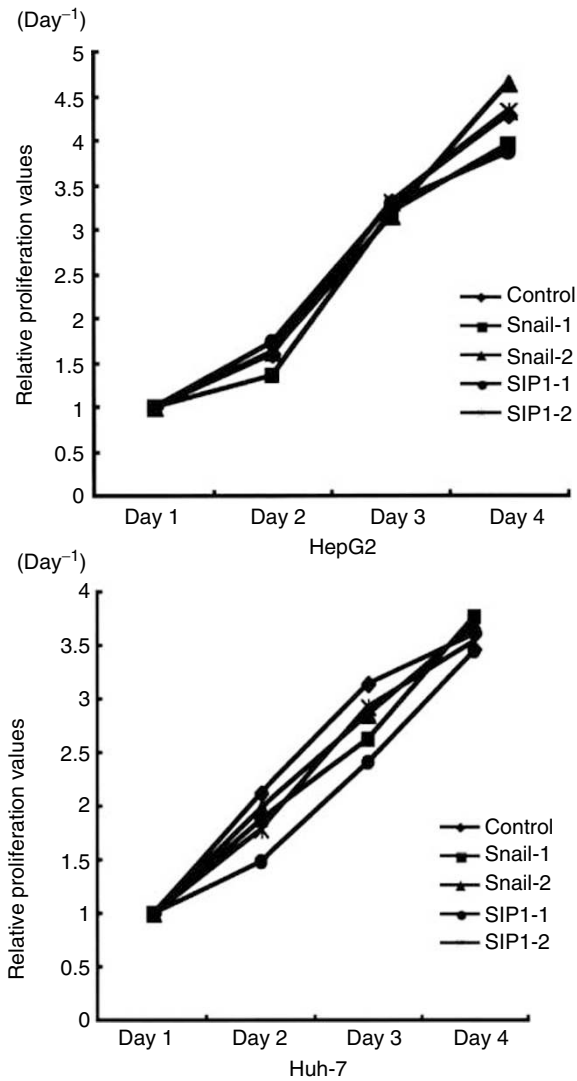 (Day⁻¹)
5
4.5
4
3.5
3
2.5
2
1.5
1
0.5
0
Relative proliferation values
Control
Snail-1
Snail-2
SIP1-1
SIP1-2
Day 1 Day 2 Day 3 Day 4
HepG2
(Day⁻¹)
4
3.5
3
2.5
2
1.5
1
0.5
0
Relative proliferation values
Control
Snail-1
Snail-2
SIP1-1
SIP1-2
Day 1 Day 2 Day 3 Day 4
Huh-7